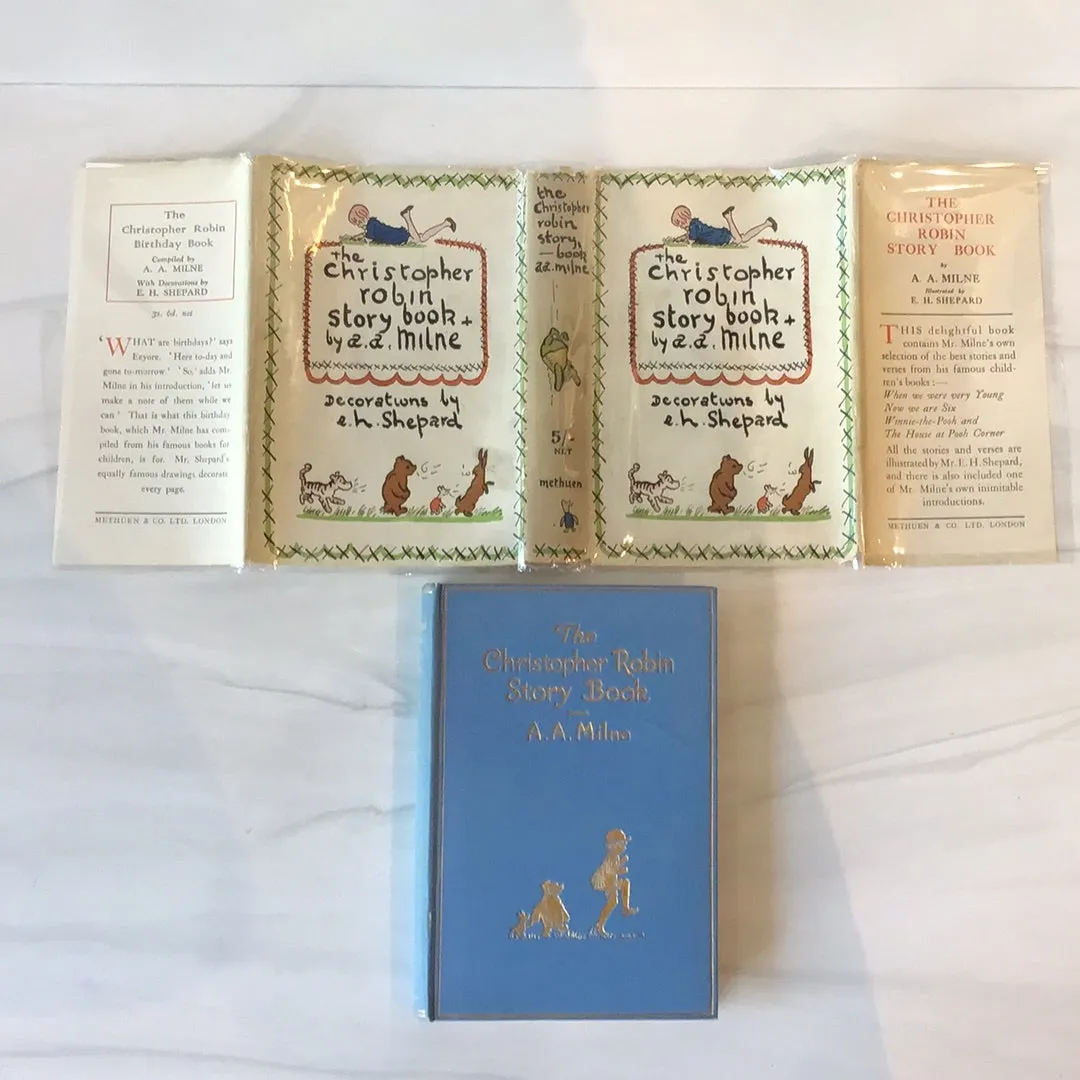 The
Christopher Robin
Birthday Book
Compiled by
A. A. MILNE
With Decorations by
E. H. SHEPARD
3s. 6d. net
'WHAT are birthdays?' says
Eeyore. 'Here to-day and
gone to-morrow.' 'So,' adds Mr.
Milne in his introduction, 'let us
make a note of them while we
can.' That is what this birthday
book, which Mr. Milne has com-
piled from his famous books for
children, is for. Mr. Shepard's
equally famous drawings decorate
every page.
METHUEN & CO. LTD. LONDON
the
Christopher
robin
story book +
by a.a. Milne
Decorations by
e.h. Shepard
the
Christopher
robin
story
book
a.a. milne
5/-
NET
methuen
the
Christopher
robin
story book +
by a.a. Milne
Decorations by
e.h. Shepard
THE
CHRISTOPHER
ROBIN
STORY BOOK
by
A. A. MILNE
Illustrated by
E. H. SHEPARD
THIS delightful book
contains Mr. Milne's own
selection of the best stories and
verses from his famous child-
ren's books :—
When we were very Young
Now we are Six
Winnie-the-Pooh and
The House at Pooh Corner
All the stories and verses are
illustrated by Mr. E. H. Shepard,
and there is also included one
of Mr. Milne's own inimitable
introductions.
METHUEN & CO. LTD. LONDON
The
Christopher Robin
Story Book
A. A. Milne